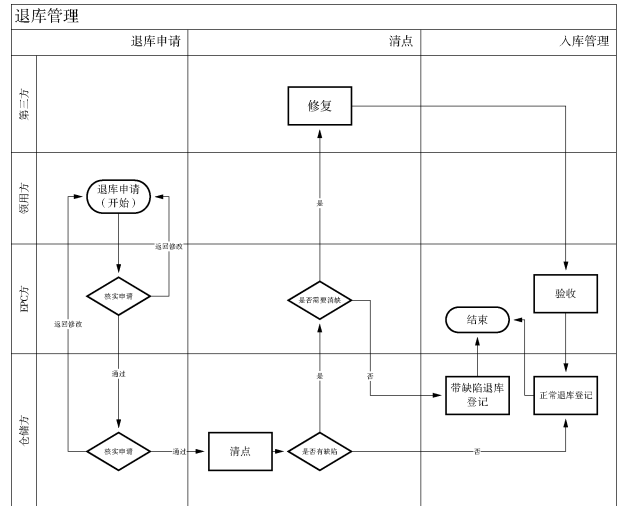 退库管理
退库申请
清点
入库管理
第三方
修复
领用方
退库申请
（开始）
是
返回修改
EPC方
核实申请
是否需要消缺
验收
结束
返回修改
通过
是
否
仓储方
带缺陷退库
登记
正常退库登记
核实申请
通过
清点
是否有缺陷
否